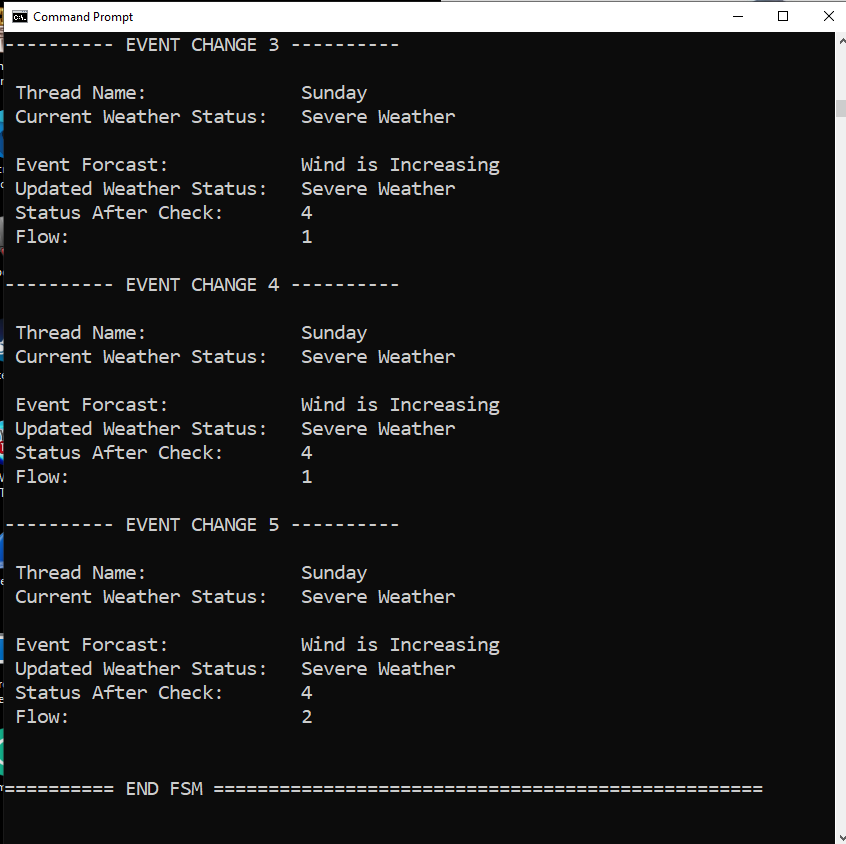 Command Prompt
---------- EVENT CHANGE 3 ----------
Thread Name: Sunday
Current Weather Status: Severe Weather
Event Forcast: Wind is Increasing
Updated Weather Status: Severe Weather
Status After Check: 4
Flow: 1
---------- EVENT CHANGE 4 ----------
Thread Name: Sunday
Current Weather Status: Severe Weather
Event Forcast: Wind is Increasing
Updated Weather Status: Severe Weather
Status After Check: 4
Flow: 1
---------- EVENT CHANGE 5 ----------
Thread Name: Sunday
Current Weather Status: Severe Weather
Event Forcast: Wind is Increasing
Updated Weather Status: Severe Weather
Status After Check: 4
Flow: 2
========== END FSM ==================================================